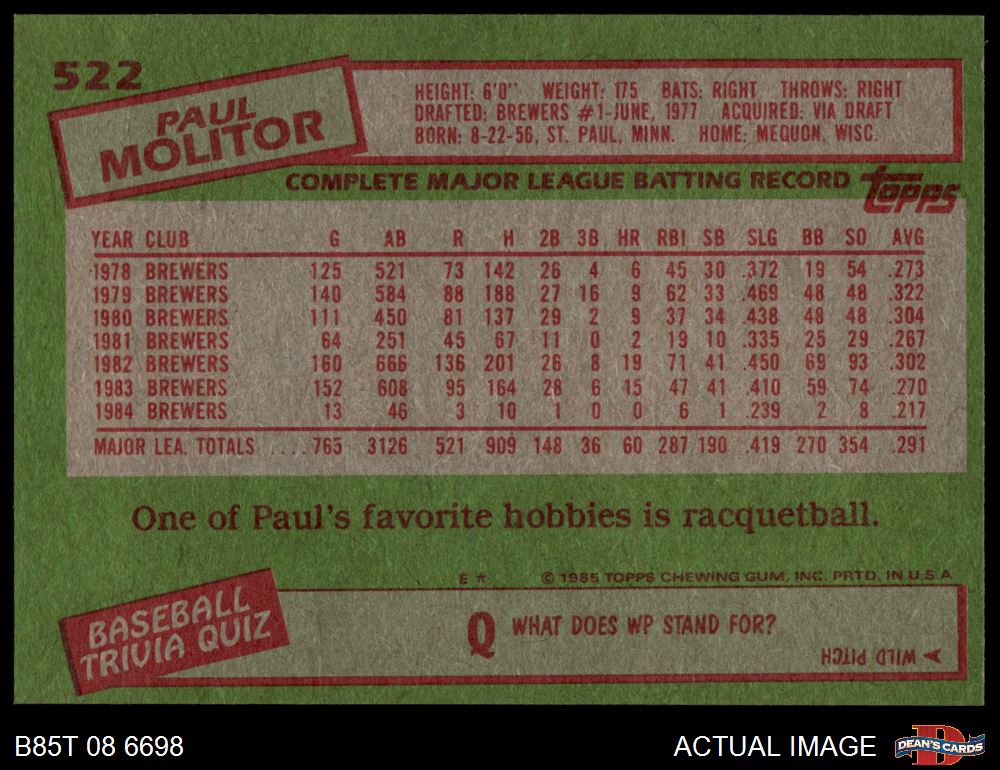 522
PAUL
MOLITOR
HEIGHT: 6'0" WEIGHT: 175 BATS: RIGHT THROWS: RIGHT
DRAFTED: BREWERS #1-JUNE, 1977 ACQUIRED: VIA DRAFT
BORN: 8-22-56, ST. PAUL, MINN. HOME: MEQUON, WISC.
COMPLETE MAJOR LEAGUE BATTING RECORD
topps
YEAR CLUB G AB R H 2B 3B HR RBI SB SLG BB SO AVG
1978 BREWERS 125 521 73 142 26 4 6 45 30 .372 19 54 .273
1979 BREWERS 140 584 88 188 27 16 9 62 33 .469 48 48 .322
1980 BREWERS 111 450 81 137 29 2 9 37 34 .438 48 48 .304
1981 BREWERS 64 251 45 67 11 0 2 19 10 .335 25 29 .267
1982 BREWERS 160 666 136 201 26 8 19 71 41 .450 69 93 .302
1983 BREWERS 152 608 95 164 28 6 15 47 41 .410 59 74 .270
1984 BREWERS 13 46 3 10 1 0 0 6 1 .239 2 8 .217
MAJOR LEA. TOTALS ....765 3126 521 909 148 36 60 287 190 .419 270 354 .291
One of Paul's favorite hobbies is racquetball.
E * © 1985 TOPPS CHEWING GUM, INC. PRTD. IN U.S.A.
BASEBALL
TRIVIA QUIZ
Q WHAT DOES WP STAND FOR?
WILD PITCH
B85T 08 6698
ACTUAL IMAGE
DEAN'S CARDS